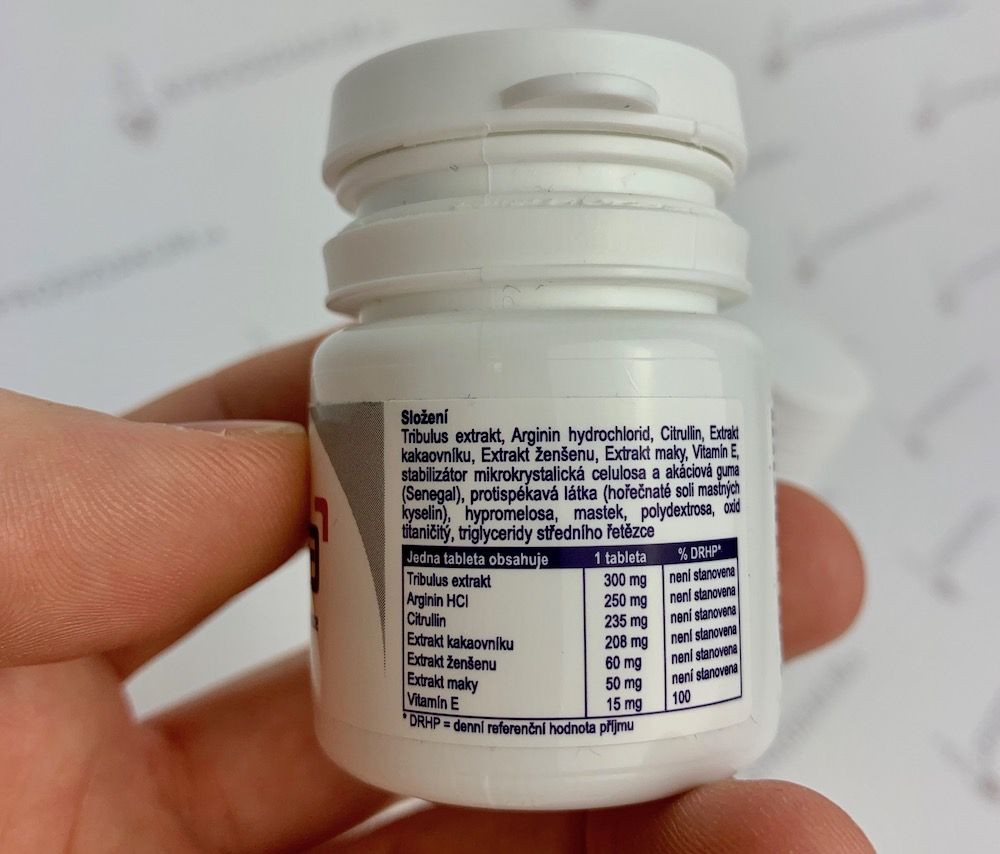 Složení
Tribulus extrakt, Arginin hydrochlorid, Citrullin, Extrakt
kakaovníku, Extrakt ženšenu, Extrakt maky, Vitamín E,
stabilizátor mikrokrystalická celulosa a akáciová guma
(Senegal), protispékavá látka (hořečnaté soli mastných
kyselin), hypromelosa, mastek, polydextrosa, oxid
titaničitý, triglyceridy středního řetězce
Jedna tableta obsahuje 1 tableta % DRHP*
Tribulus extrakt 300 mg není stanovena
Arginin HCl 250 mg není stanovena
Citrullin 235 mg není stanovena
Extrakt kakaovníku 208 mg není stanovena
Extrakt ženšenu 60 mg není stanovena
Extrakt maky 50 mg není stanovena
Vitamín E 15 mg 100
* DRHP = denní referenční hodnota příjmu